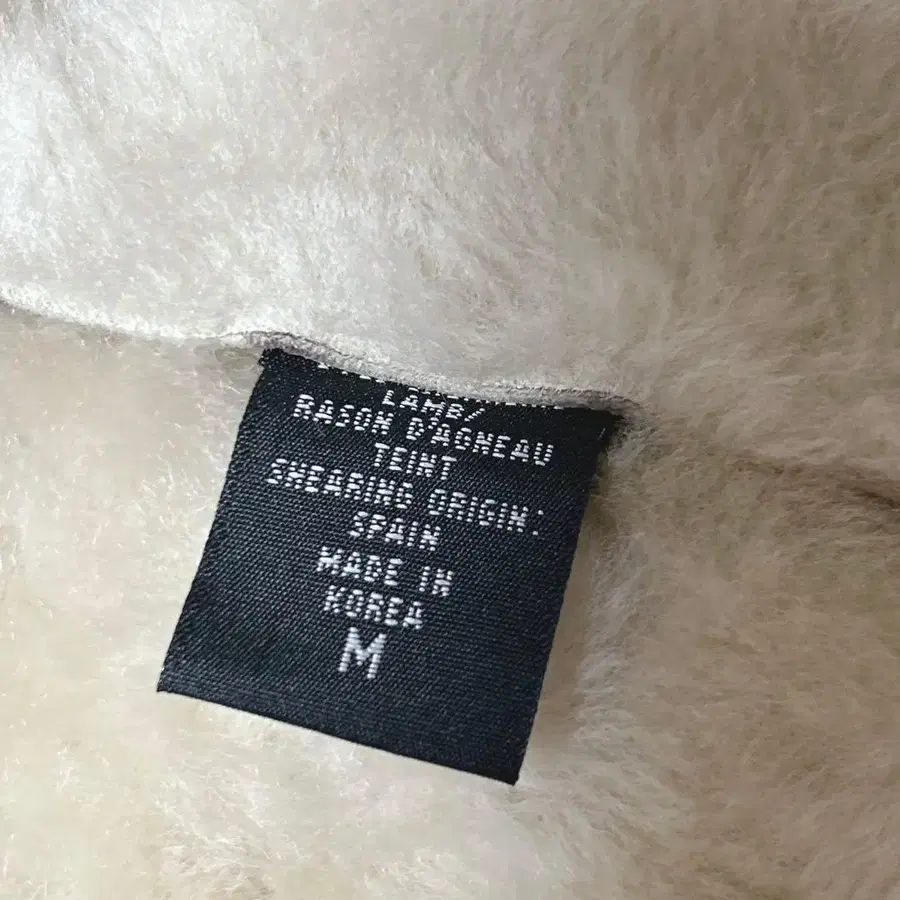 LAMB/
RASON D'AGNEAU
TEINT
SHEARING ORIGIN:
SPAIN
MADE IN
KOREA
M